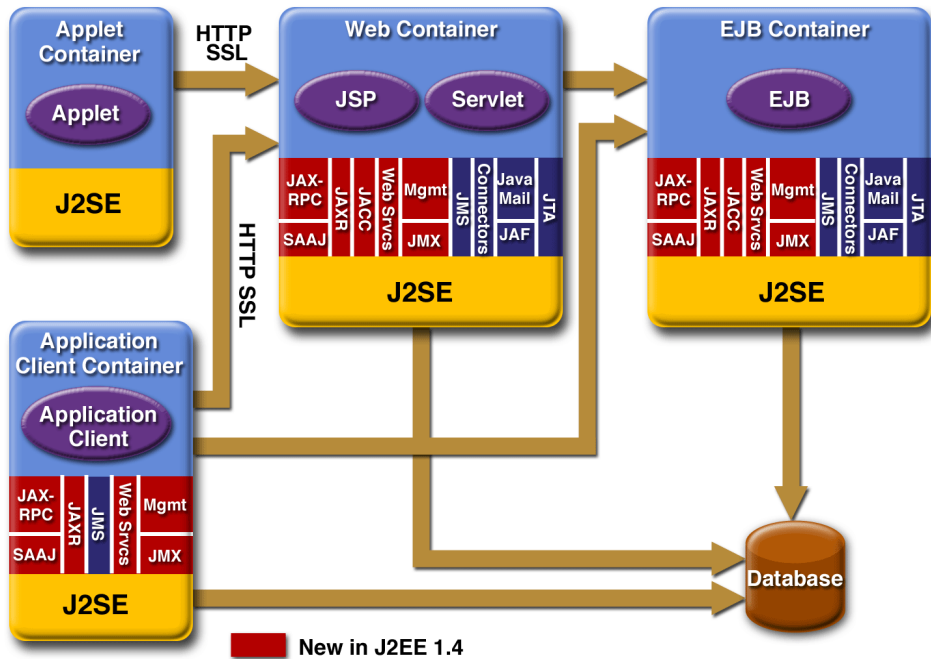 Applet
Container
Applet
J2SE
HTTP
SSL
Web Container
JSP
Servlet
JAX-
RPC
SAAJ
JAXR
JACC
Web Srvcs
Mgmt
JMX
JMS
Connectors
Java
Mail
JAF
JTA
J2SE
EJB Container
EJB
JAX-
RPC
SAAJ
JAXR
JACC
Web Srvcs
Mgmt
JMX
JMS
Connectors
Java
Mail
JAF
JTA
J2SE
HTTP SSL
Application
Client Container
Application
Client
JAX-
RPC
SAAJ
JAXR
JMS
Web Srvcs
Mgmt
JMX
J2SE
Database
New in J2EE 1.4